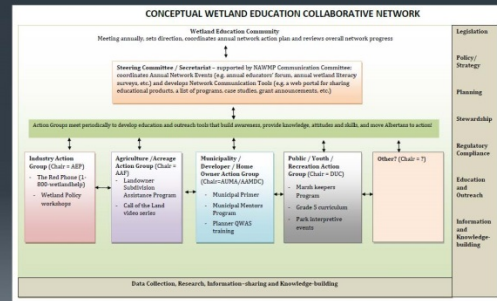 CONCEPTUAL WETLAND EDUCATION COLLABORATIVE NETWORK
Wetland Education Community
Meeting annually, sets direction, coordinates annual network action plan and reviews overall network progress
Steering Committee / Secretariat – supported by NAWMP Communication Committee:
coordinates Annual Network Events (e.g. annual educators' forum, annual wetland literary
surveys, etc.) and develops Network Communication Tools (e.g. a web portal for sharing
educational products, a list of programs, case studies, grant announcements, etc.)
Action Groups meet periodically to develop education and outreach tools that build awareness, provide knowledge, attitudes and skills, and move Albertans to action!
Industry Action
Group (Chair = AEP)
• The Red Phone (1-
800-wetlandhelp)
• Wetland Policy
workshops
Agriculture /Acreage
Action Group (Chair =
AAF)
• Landowner
Subdivision
Assistance Program
• Call of the Land
video series
Municipality /
Developer / Home
Owner Action Group
(Chair=AUMA/AAMDC)
• Municipal Primer
• Municipal Mentors
Program
• Planner QWAS
training
Public / Youth /
Recreation Action
Group (Chair = DUC)
• Marsh keepers
Program
• Grade 5 curriculum
• Park interpretive
events
Other? (Chair = ?)
Data Collection, Research, Information-sharing and Knowledge-building
Legislation
Policy/
Strategy
Planning
Stewardship
Regulatory
Compliance
Education
and
Outreach
Information
and
Knowledge-
building